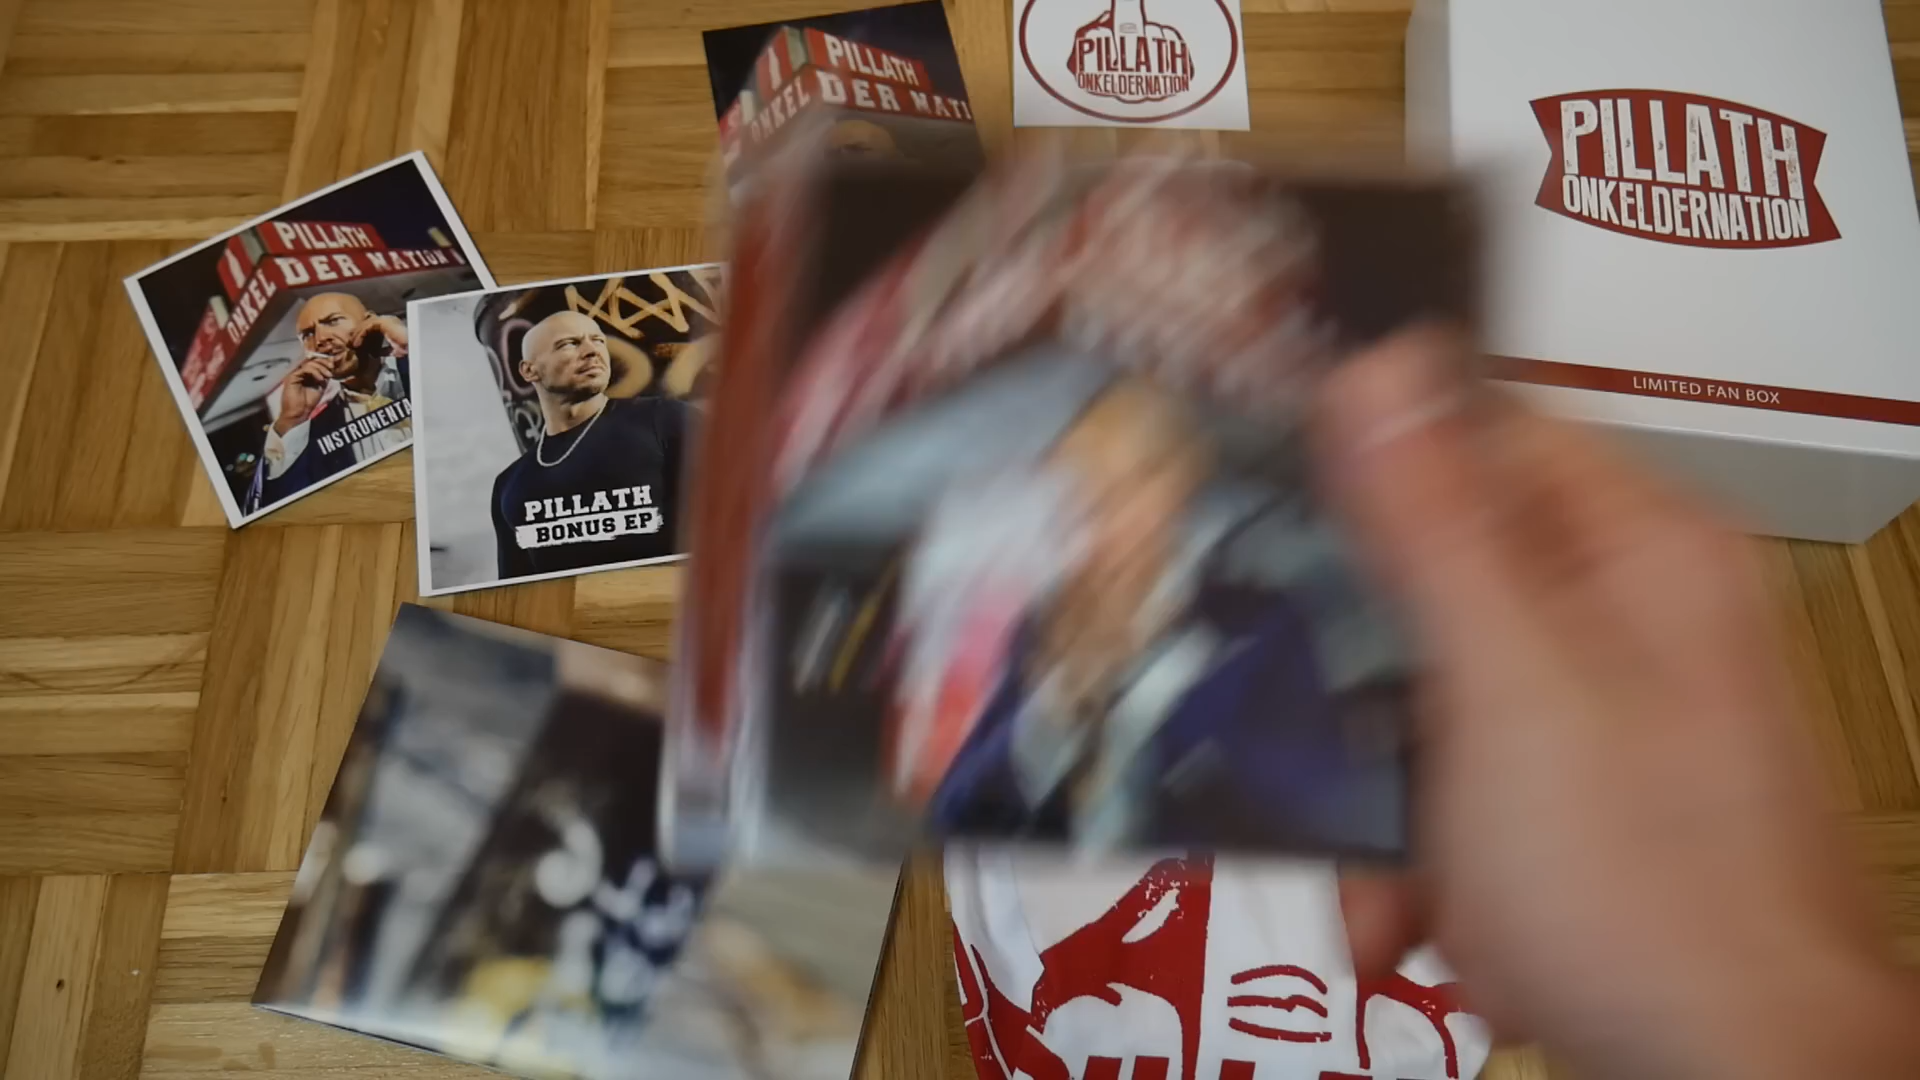 PILLATH
ONKEL DER NATI
PILLATH
ONKELDERNATION
PILLATH
ONKELDERNATION
LIMITED FAN BOX
PILLATH
ONKEL DER NATION
INSTRUMENTA
PILLATH
BONUS EP